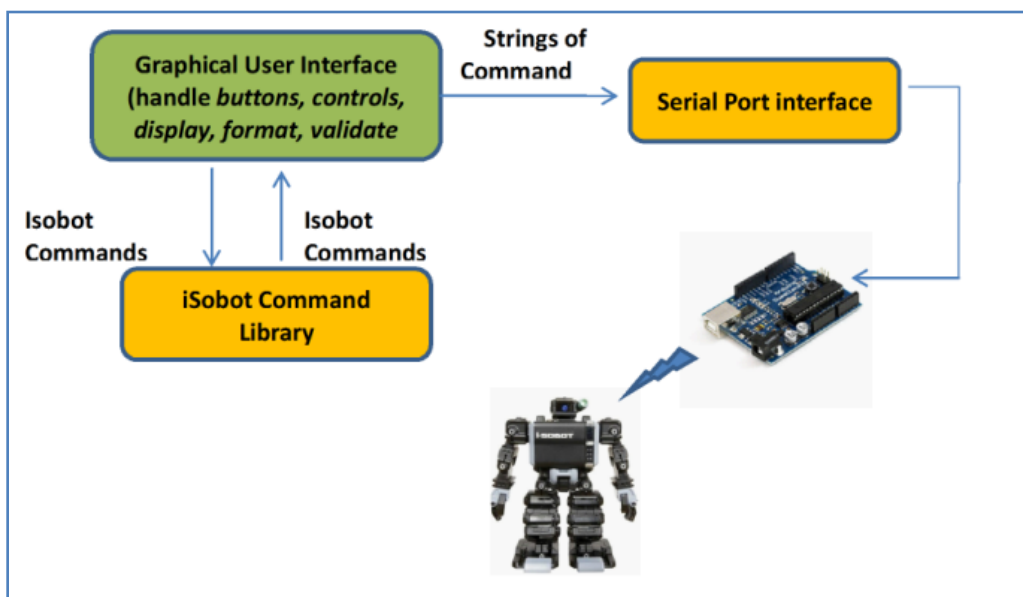 Graphical User Interface
(handle buttons, controls,
display, format, validate
Strings of
Command
Serial Port interface
Isobot
Commands
Isobot
Commands
iSobot Command
Library
I-SOBOT